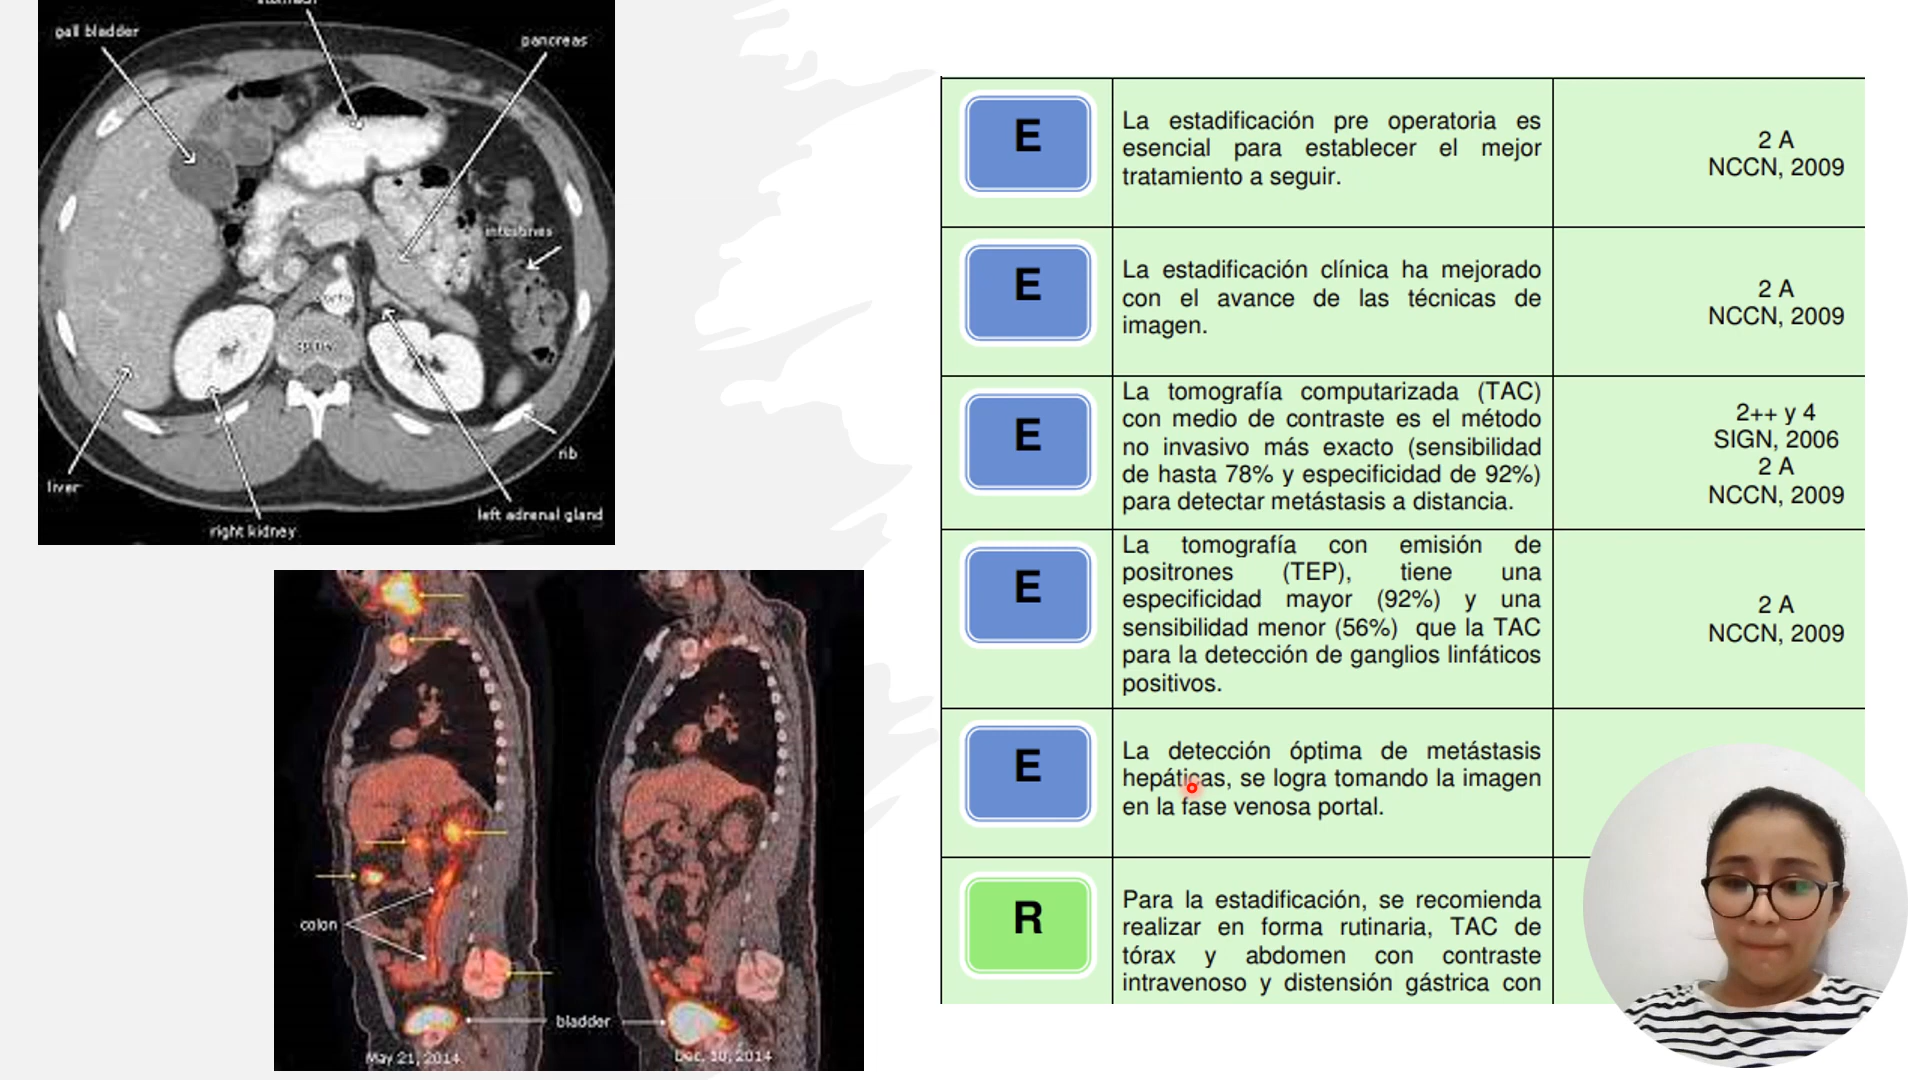 stomach
gall bladder
pancreas
intestines
aorta
spine
rib
liver
left adrenal gland
right kidney
colon
bladder
May 21, 2014
Dec. 10, 2014
E
La estadificación pre operatoria es
esencial para establecer el mejor
tratamiento a seguir.
2 A
NCCN, 2009
E
La estadificación clínica ha mejorado
con el avance de las técnicas de
imagen.
2 A
NCCN, 2009
E
La tomografía computarizada (TAC)
con medio de contraste es el método
no invasivo más exacto (sensibilidad
de hasta 78% y especificidad de 92%)
para detectar metástasis a distancia.
2++ y 4
SIGN, 2006
2 A
NCCN, 2009
E
La tomografía con emisión de
positrones (TEP), tiene una
especificidad mayor (92%) y una
sensibilidad menor (56%) que la TAC
para la detección de ganglios linfáticos
positivos.
2 A
NCCN, 2009
E
La detección óptima de metástasis
hepáticas, se logra tomando la imagen
en la fase venosa portal.
R
Para la estadificación, se recomienda
realizar en forma rutinaria, TAC de
tórax y abdomen con contraste
intravenoso y distensión gástrica con